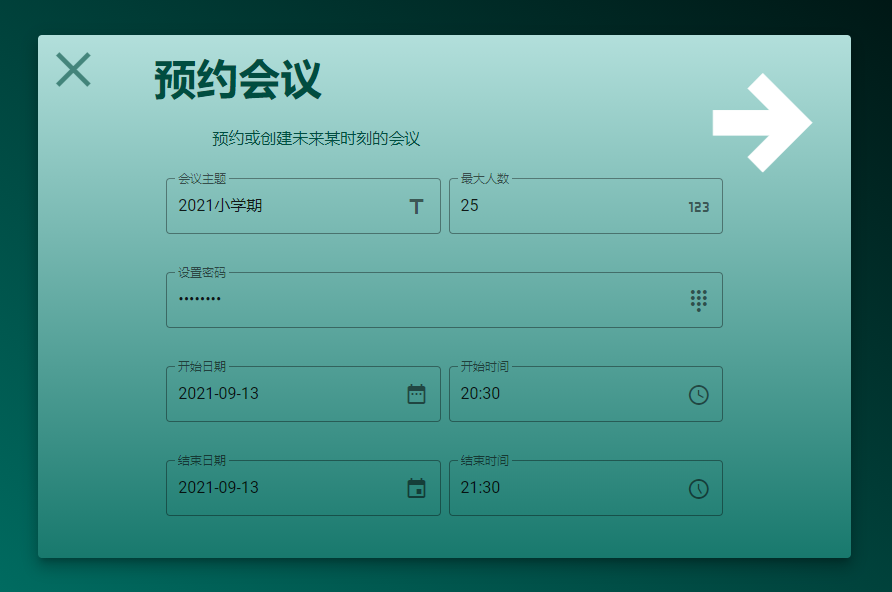 预约会议
预约或创建未来某时刻的会议
会议主题
2021小学期
最大人数
25
123
设置密码
••••••••
开始日期
2021-09-13
开始时间
20:30
结束日期
2021-09-13
结束时间
21:30